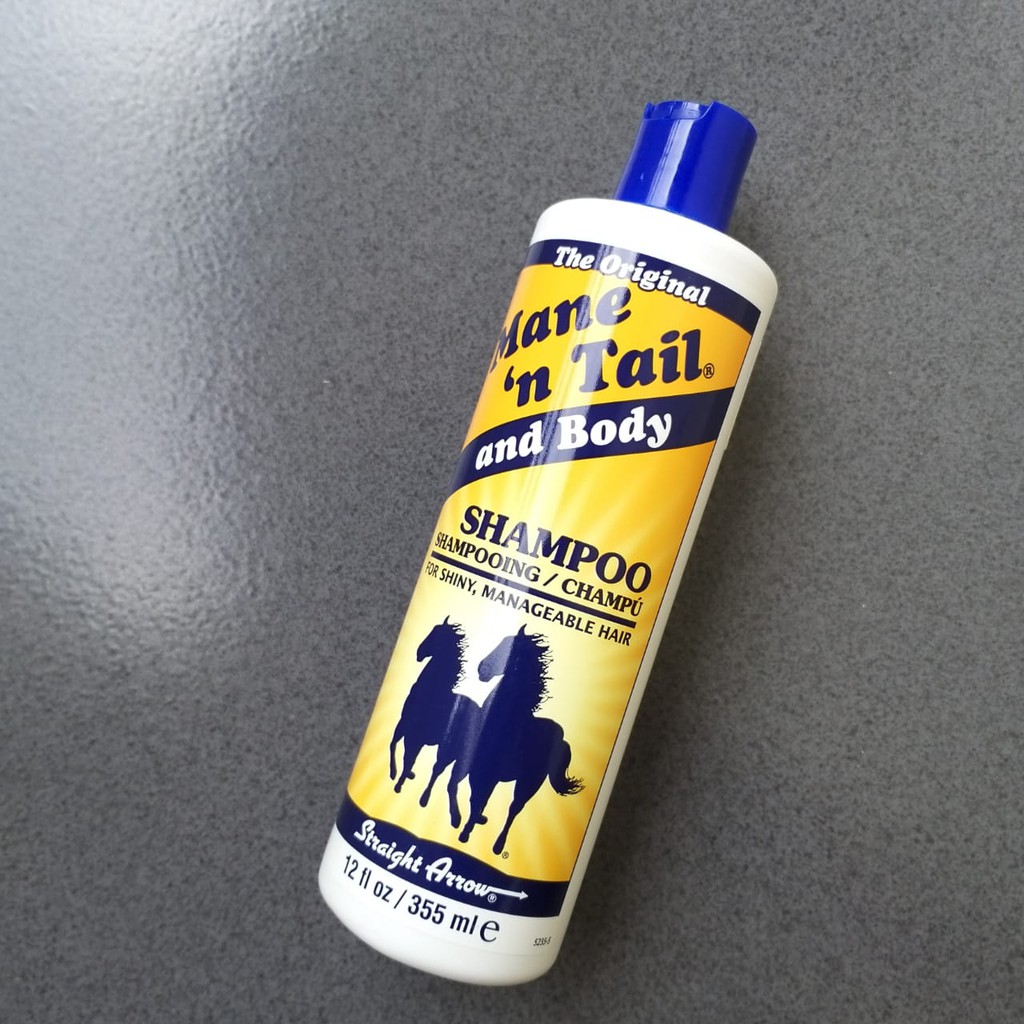 The Original
Mane
'n Tail®
and Body
SHAMPOO
SHAMPOOING / CHAMPÚ
FOR SHINY, MANAGEABLE HAIR
®
Straight Arrow®
12 fl oz / 355 ml e